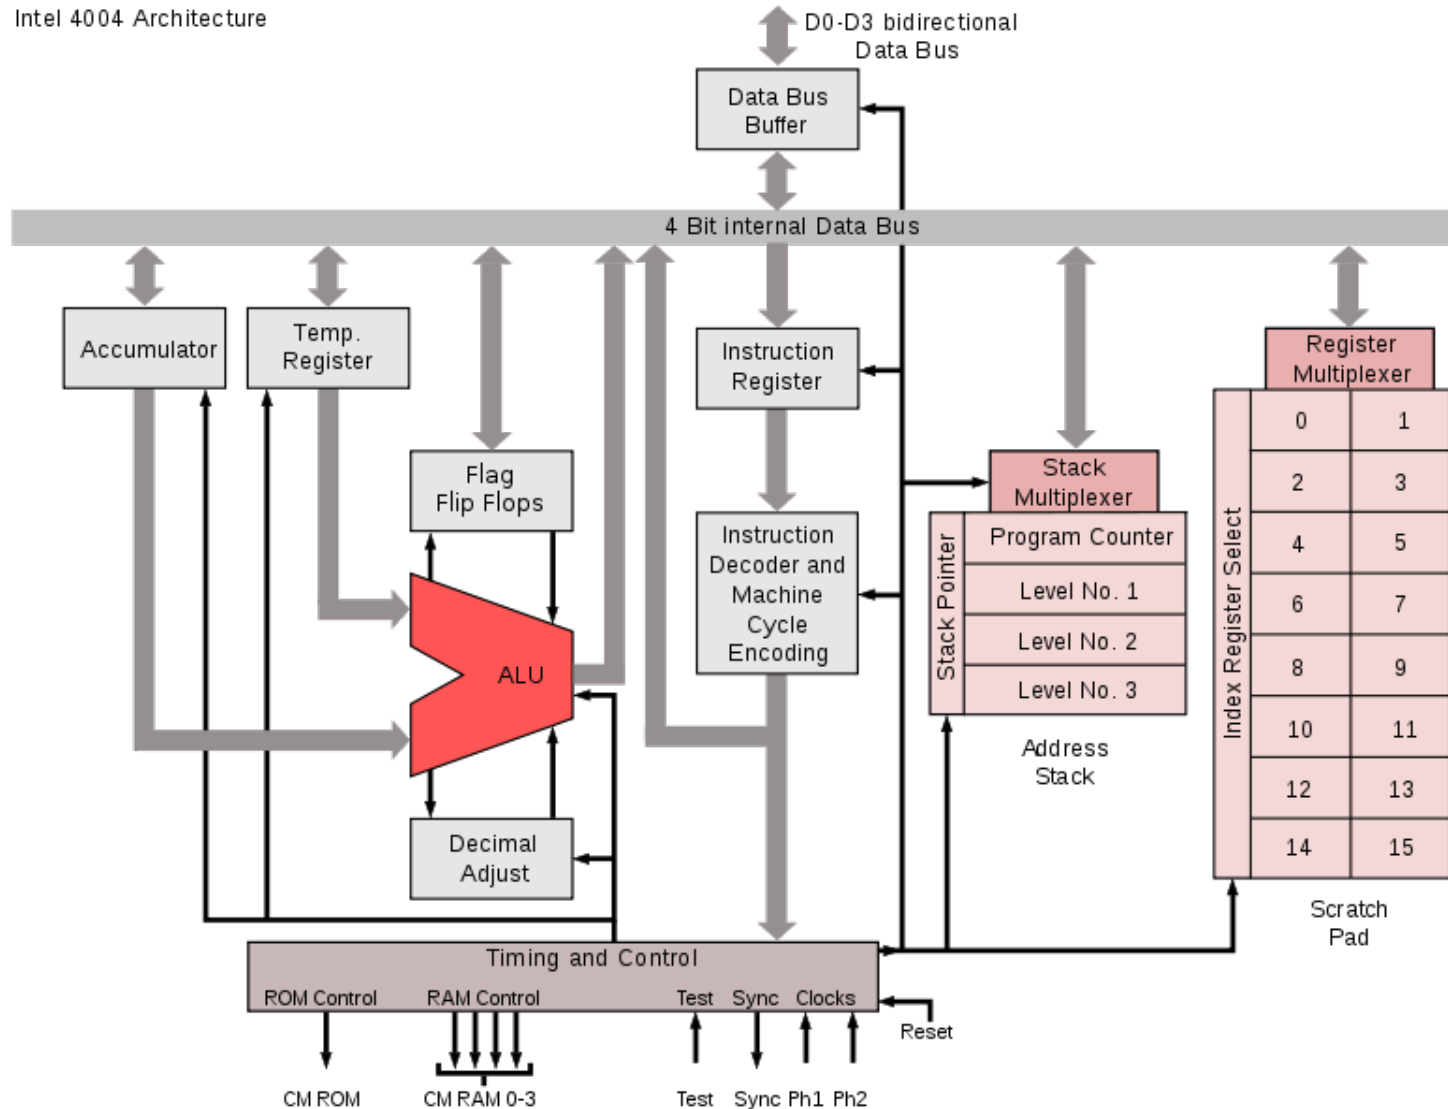 Intel 4004 Architecture
D0-D3 bidirectional
Data Bus
Data Bus
Buffer
4 Bit internal Data Bus
Accumulator
Temp.
Register
Instruction
Register
Register
Multiplexer
0 1
2 3
4 5
6 7
8 9
10 11
12 13
14 15
Index Register Select
Scratch
Pad
Flag
Flip Flops
Stack
Multiplexer
Program Counter
Level No. 1
Level No. 2
Level No. 3
Stack Pointer
Address
Stack
Instruction
Decoder and
Machine
Cycle
Encoding
ALU
Decimal
Adjust
Timing and Control
ROM Control RAM Control Test Sync Clocks
Reset
CM ROM CM RAM 0-3 Test Sync Ph1 Ph2